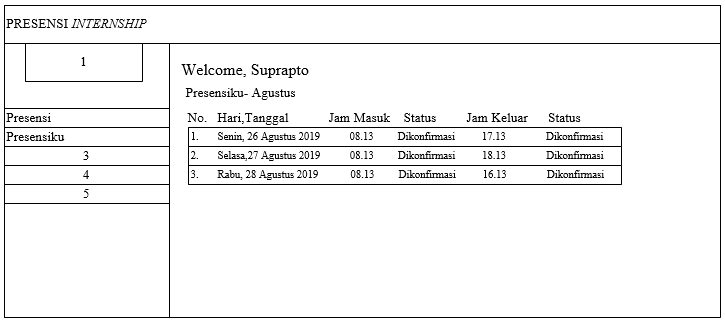 PRESENSI INTERNSHIP
1
Presensi
Presensiku
3
4
5
Welcome, Suprapto
Presensiku- Agustus
No. Hari,Tanggal Jam Masuk Status Jam Keluar Status
1. Senin, 26 Agustus 2019 08.13 Dikonfirmasi 17.13 Dikonfirmasi
2. Selasa,27 Agustus 2019 08.13 Dikonfirmasi 18.13 Dikonfirmasi
3. Rabu, 28 Agustus 2019 08.13 Dikonfirmasi 16.13 Dikonfirmasi